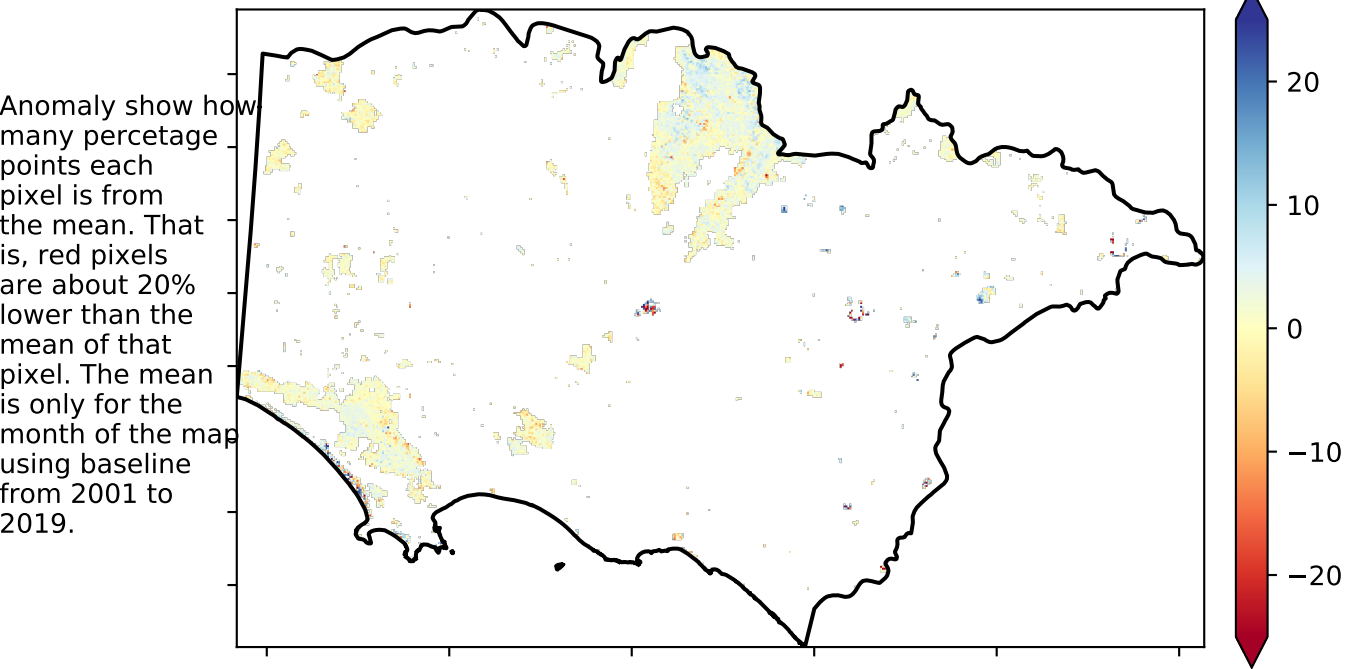 Anomaly show how
many percetage
points each
pixel is from
the mean. That
is, red pixels
are about 20%
lower than the
mean of that
pixel. The mean
is only for the
month of the map
using baseline
from 2001 to
2019.
20
10
0
−10
−20